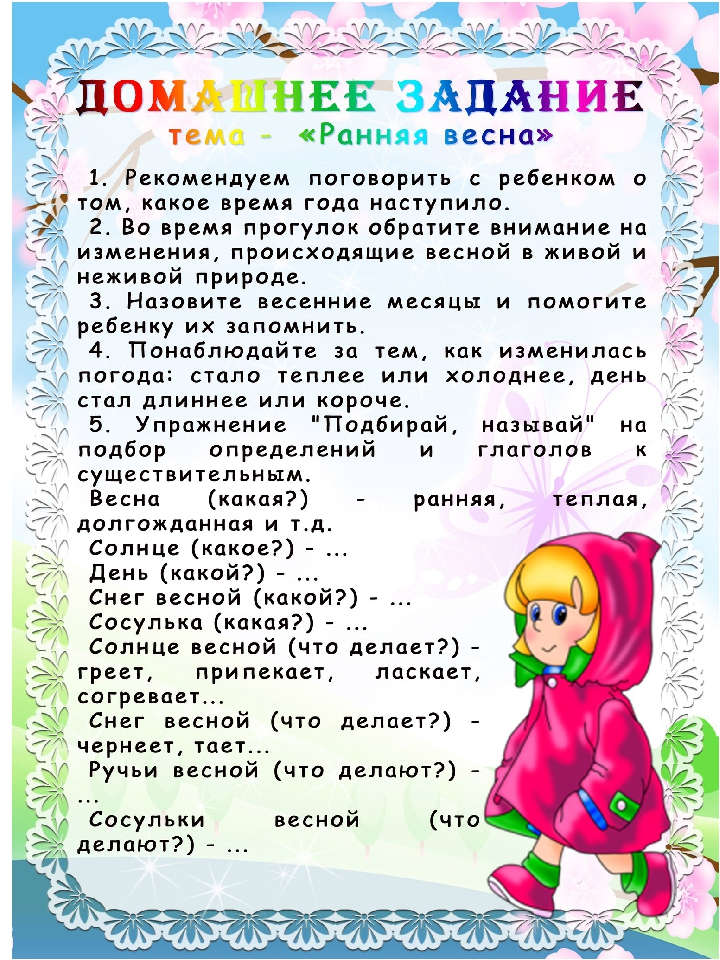 ДОМАШНЕЕ ЗАДАНИЕ
тема - «Ранняя весна»
1. Рекомендуем поговорить с ребенком о
том, какое время года наступило.
2. Во время прогулок обратите внимание на
изменения, происходящие весной в живой и
неживой природе.
3. Назовите весенние месяцы и помогите
ребенку их запомнить.
4. Понаблюдайте за тем, как изменилась
погода: стало теплее или холоднее, день
стал длиннее или короче.
5. Упражнение "Подбирай, называй" на
подбор определений и глаголов к
существительным.
Весна (какая?) - ранняя, теплая,
долгожданная и т.д.
Солнце (какое?) - ...
День (какой?) - ...
Снег весной (какой?) - ...
Сосулька (какая?) - ...
Солнце весной (что делает?) -
греет, припекает, ласкает,
согревает...
Снег весной (что делает?) -
чернеет, тает...
Ручьи весной (что делают?) -
...
Сосульки весной (что
делают?) - ...